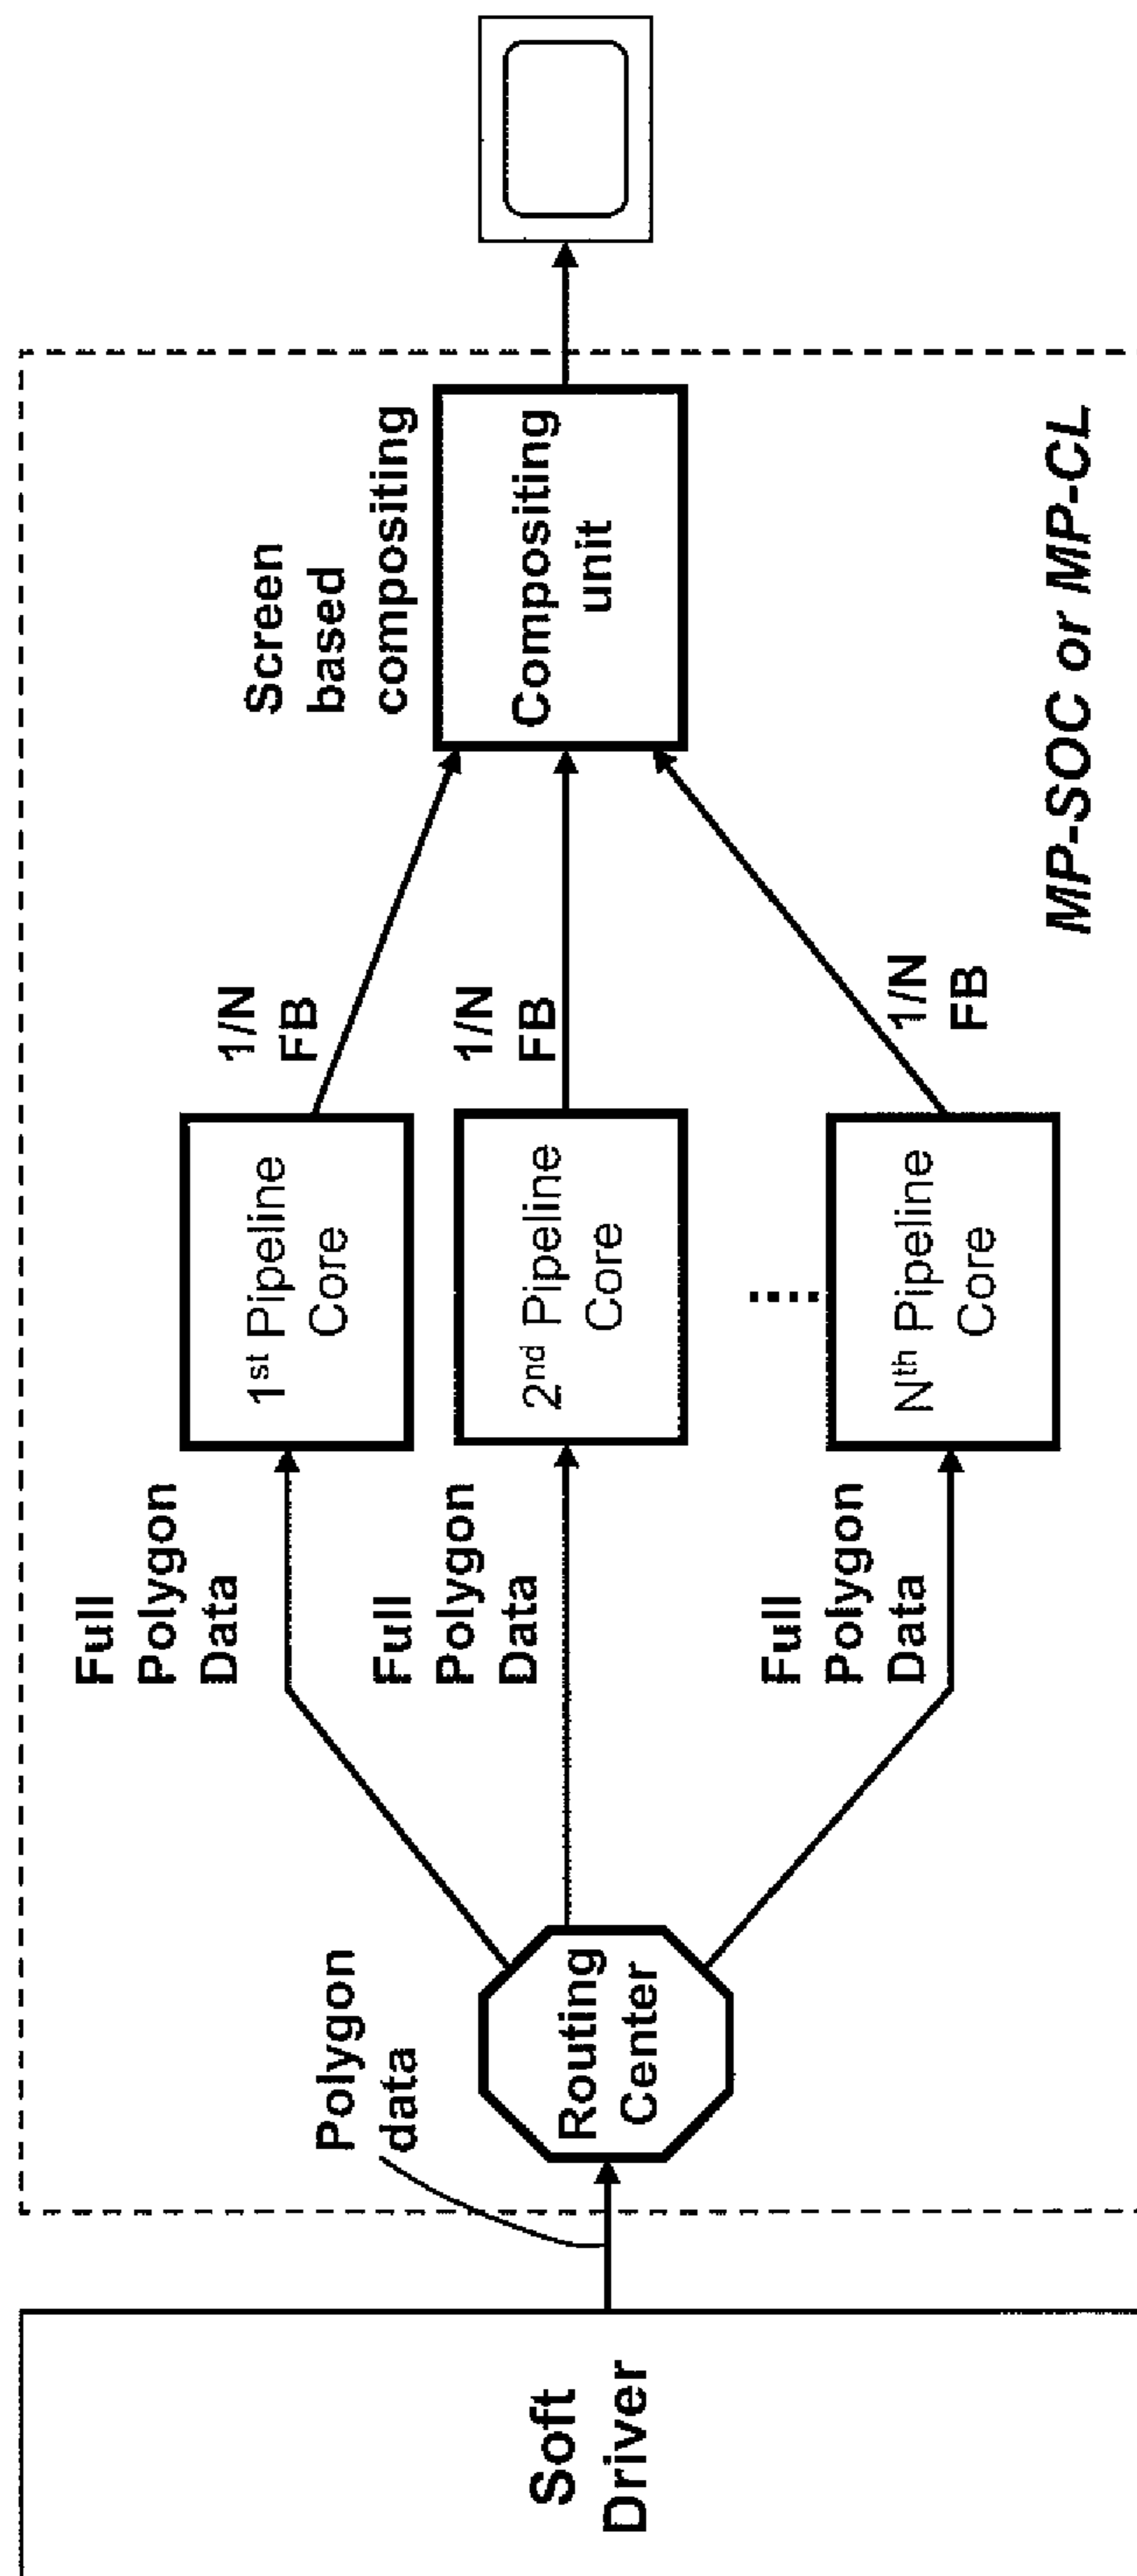 Soft
Driver
Polygon
data
Routing
Center
Full
Polygon
Data
Full
Polygon
Data
Full
Polygon
Data
1st Pipeline
Core
2nd Pipeline
Core
Nth Pipeline
Core
1/N
FB
1/N
FB
1/N
FB
Screen
based
compositing
Compositing
unit
MP-SOC or MP-CL